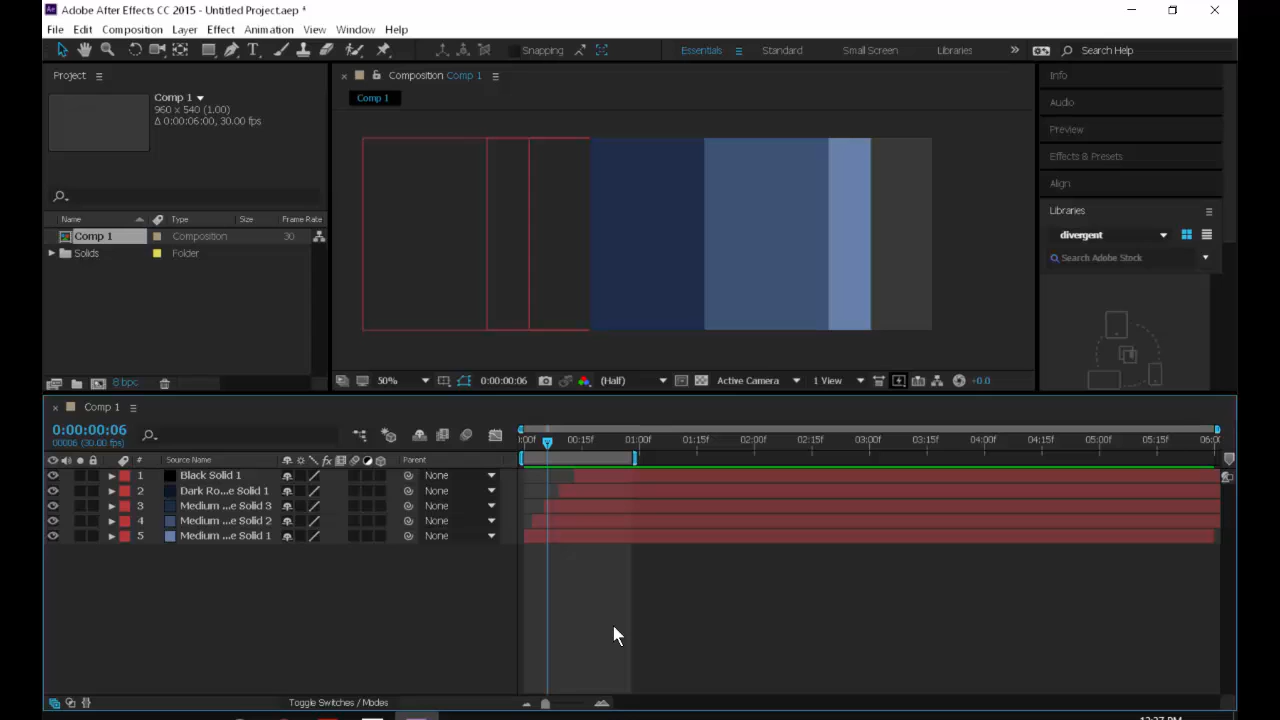 Adobe After Effects CC 2015 - Untitled Project.aep *
File Edit Composition Layer Effect Animation View Window Help
Snapping Essentials Standard Small Screen Libraries Search Help
Project
Comp 1
960 x 540 (1.00)
Δ 0:00:06:00, 30.00 fps
Name Type Size Frame Rate
Comp 1 Composition 30
Solids Folder
8 bpc
Composition Comp 1
Comp 1
50% 0:00:00:06 (Half) Active Camera 1 View +0.0
Info
Audio
Preview
Effects & Presets
Align
Libraries
divergent
Search Adobe Stock
Comp 1
0:00:00:06
00006 (30.00 fps)
:00f 00:15f 01:00f 01:15f 02:00f 02:15f 03:00f 03:15f 04:00f 04:15f 05:00f 05:15f 06:0
# Source Name Parent
1 Black Solid 1 None
2 Dark Ro...e Solid 1 None
3 Medium ...e Solid 3 None
4 Medium ...e Solid 2 None
5 Medium ...e Solid 1 None
Toggle Switches / Modes